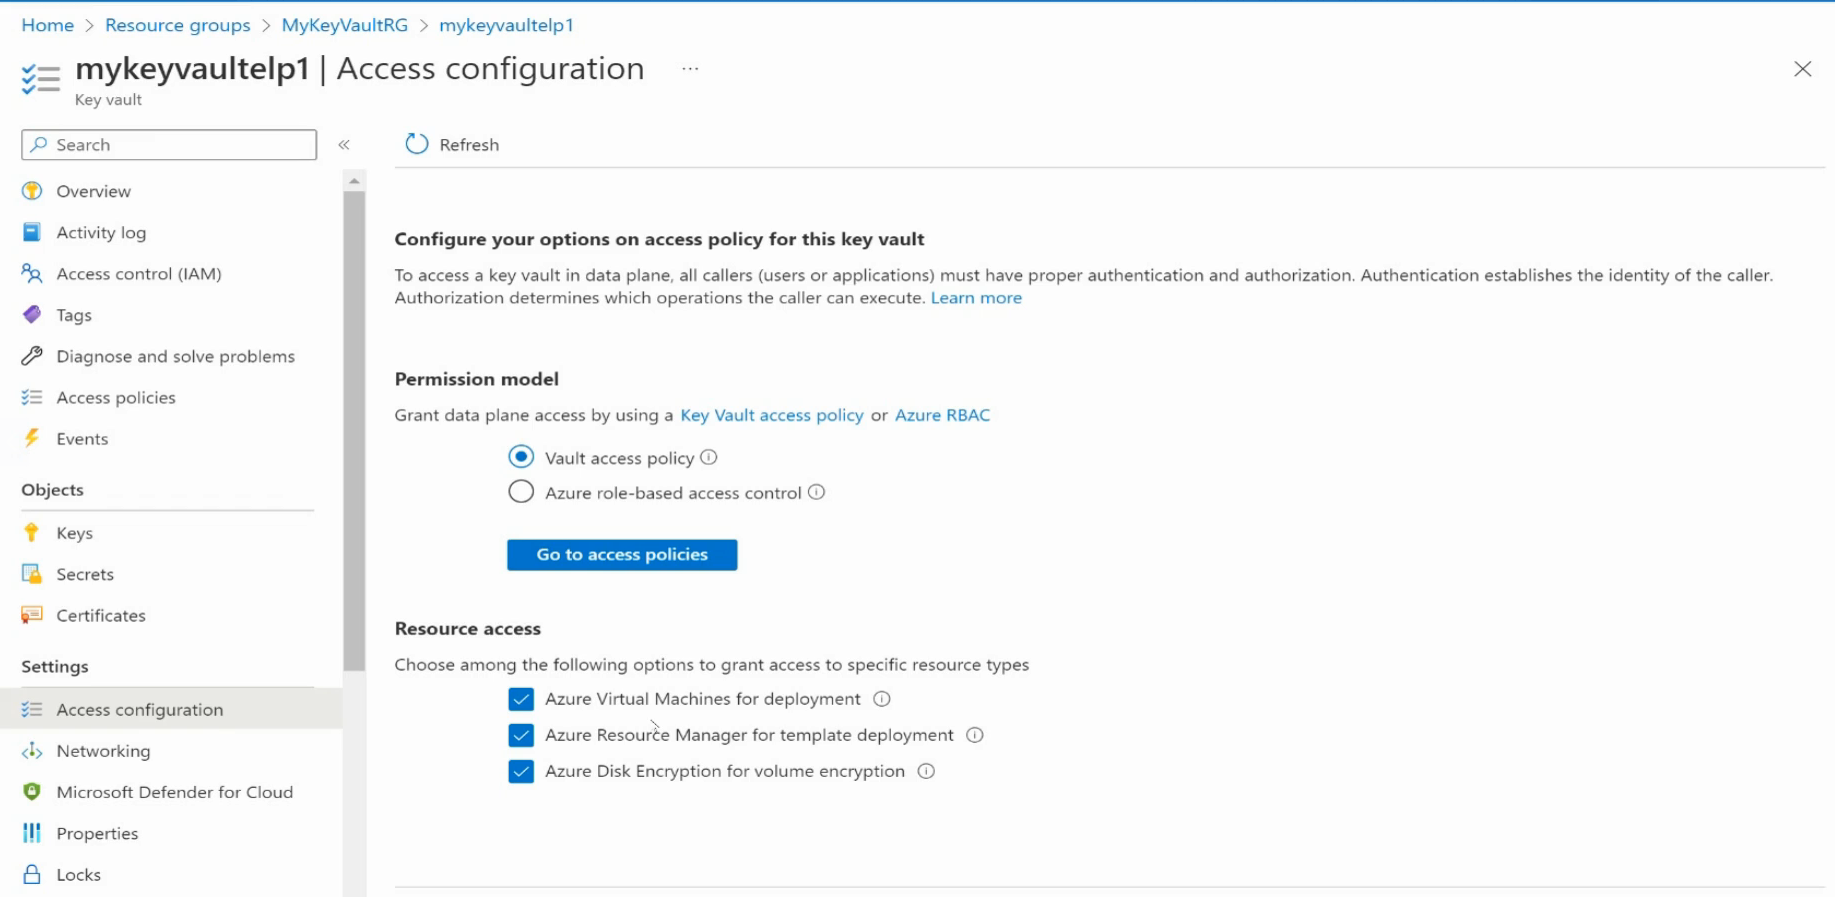 Home > Resource groups > MyKeyVaultRG > mykeyvaultelp1
mykeyvaultelp1 | Access configuration ...
Key vault
Search
«
Refresh
Overview
Activity log
Access control (IAM)
Tags
Diagnose and solve problems
Access policies
Events
Objects
Keys
Secrets
Certificates
Settings
Access configuration
Networking
Microsoft Defender for Cloud
Properties
Locks
Configure your options on access policy for this key vault
To access a key vault in data plane, all callers (users or applications) must have proper authentication and authorization. Authentication establishes the identity of the caller.
Authorization determines which operations the caller can execute. Learn more
Permission model
Grant data plane access by using a Key Vault access policy or Azure RBAC
Vault access policy
Azure role-based access control
Go to access policies
Resource access
Choose among the following options to grant access to specific resource types
Azure Virtual Machines for deployment
Azure Resource Manager for template deployment
Azure Disk Encryption for volume encryption